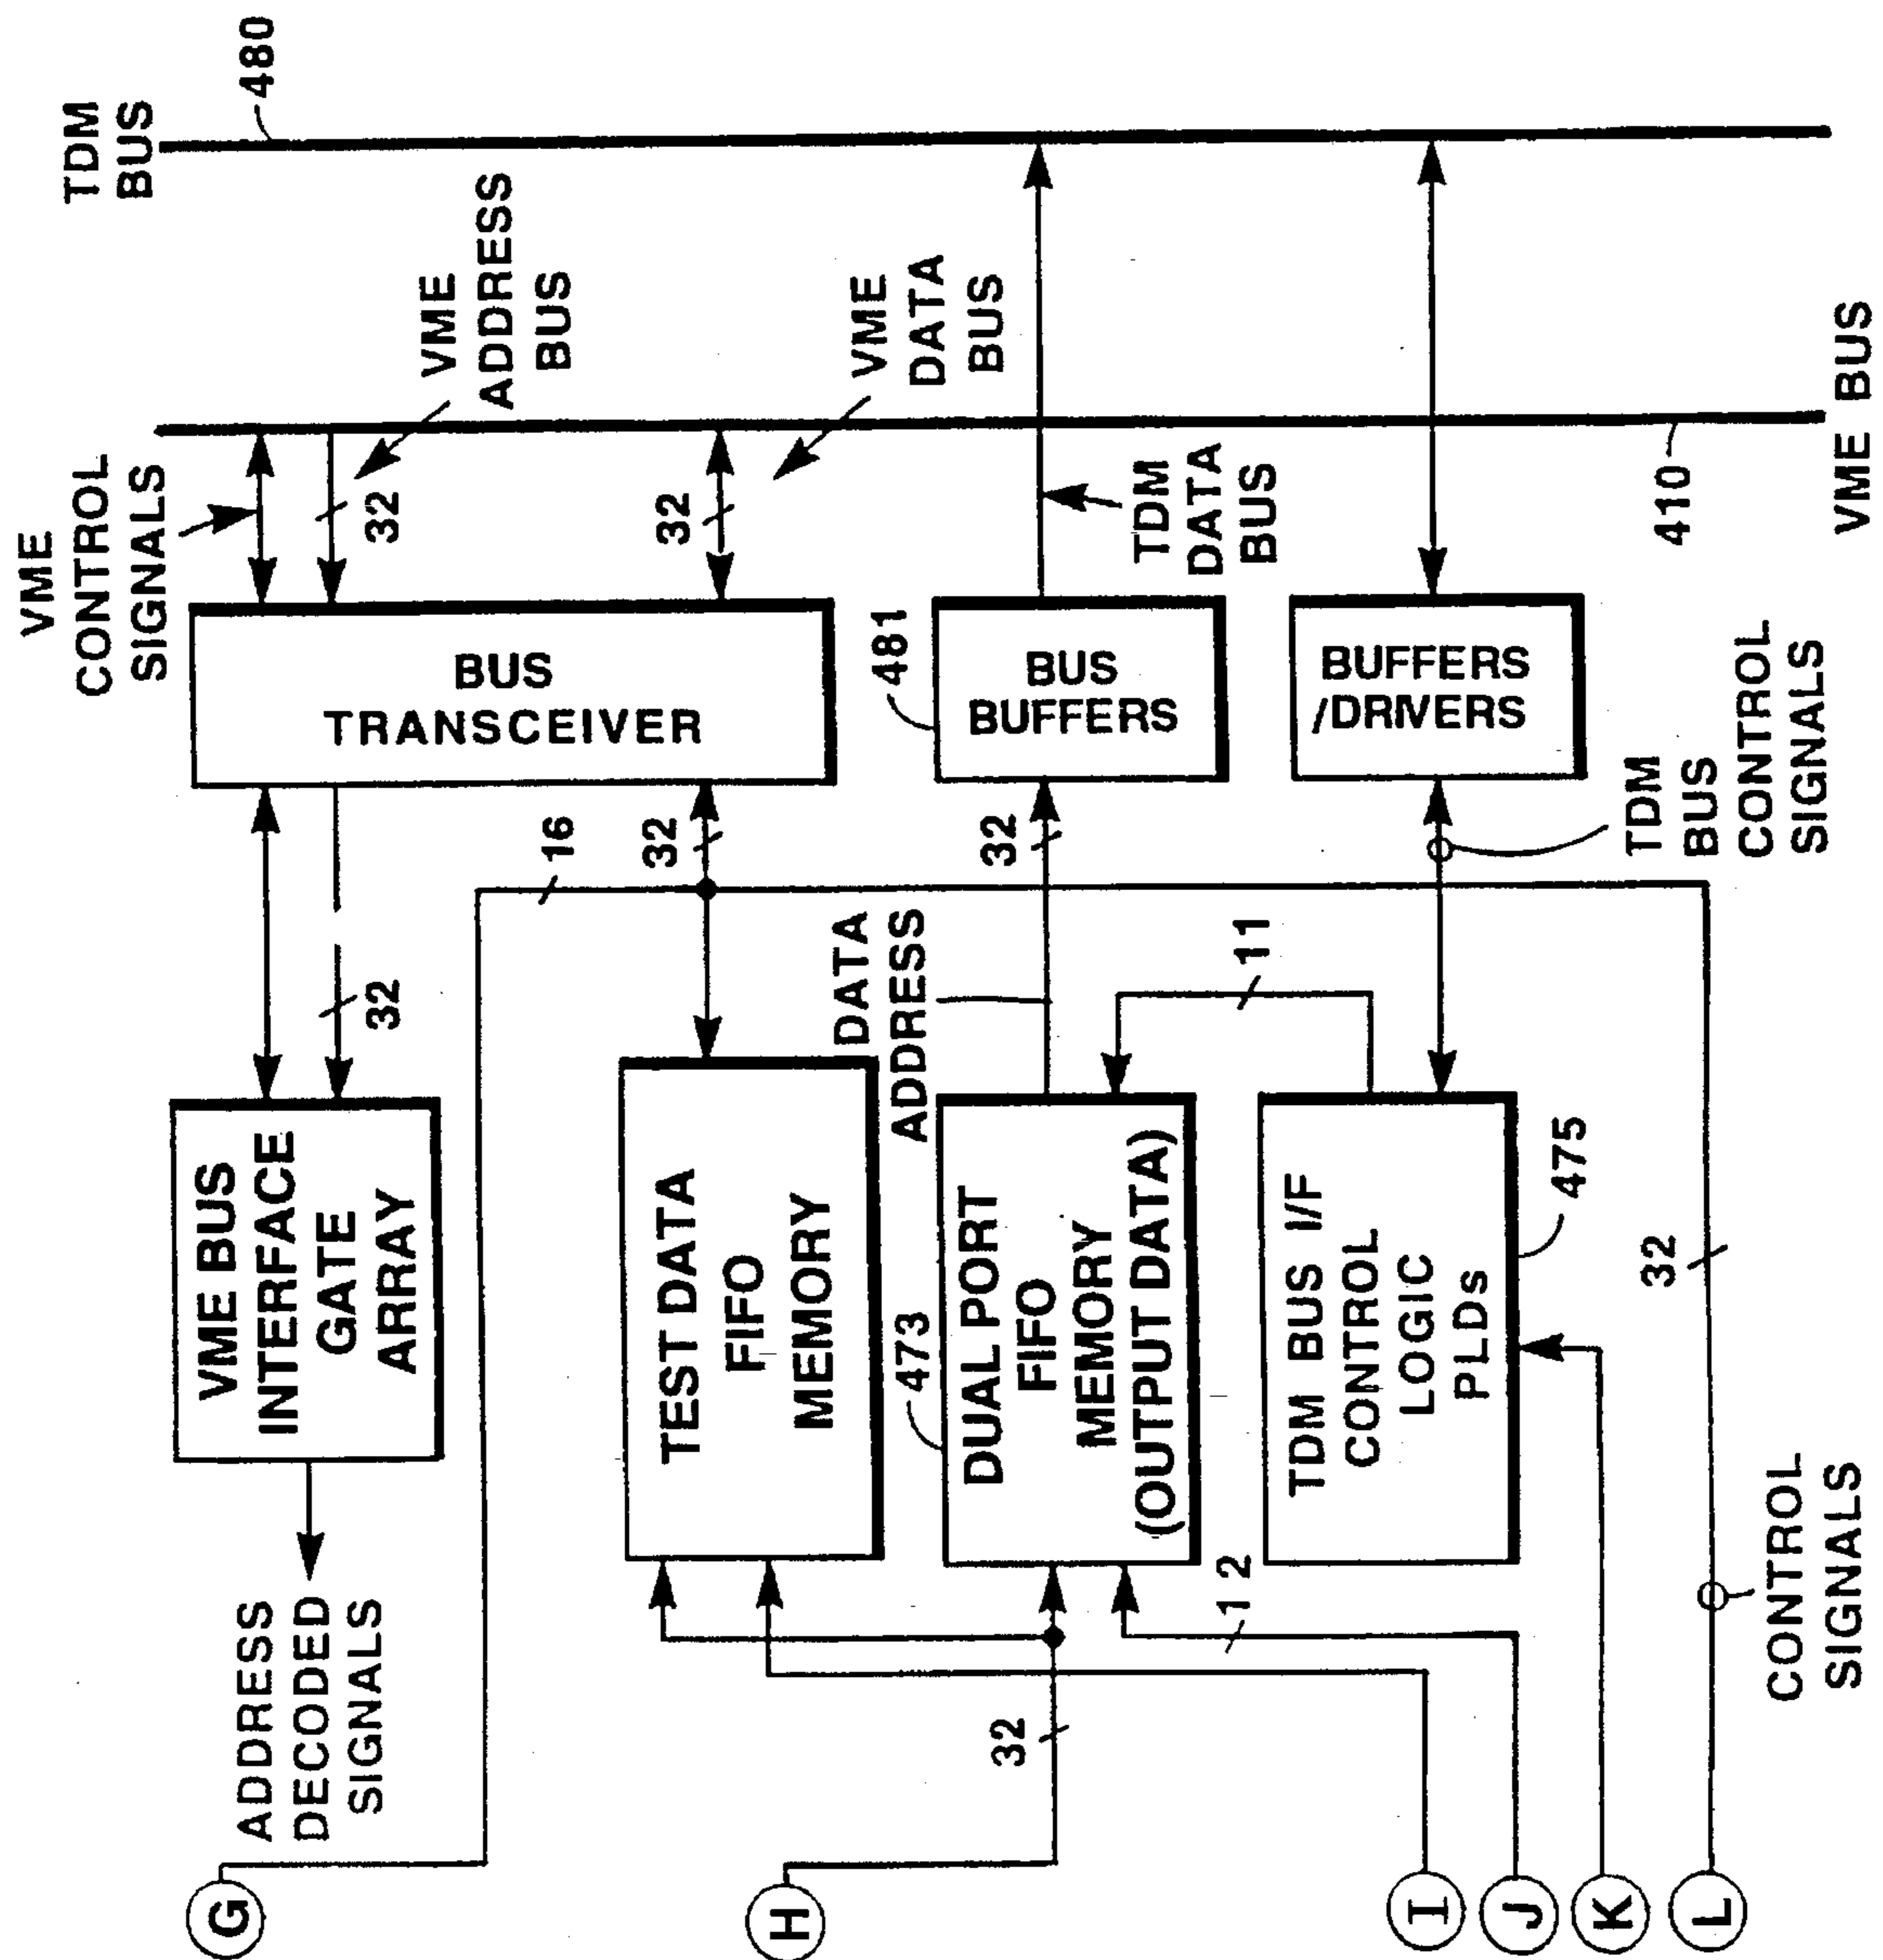 TDM
BUS
480
VME
CONTROL
SIGNALS
VME
ADDRESS
BUS
32
VME
DATA
BUS
32
TDM
DATA
BUS
410
VME BUS
BUS
TRANSCEIVER
481
BUS
BUFFERS
BUFFERS
/DRIVERS
TDM
BUS
CONTROL
SIGNALS
16
32
32
32
DATA
ADDRESS
11
VME BUS
INTERFACE
GATE
ARRAY
TEST DATA
FIFO
MEMORY
473
DUAL PORT
FIFO
MEMORY
(OUTPUT DATA)
TDM BUS I/F
CONTROL
LOGIC
PLDs
475
32
ADDRESS
DECODED
SIGNALS
12
32
CONTROL
SIGNALS
G
H
I
J
K
L